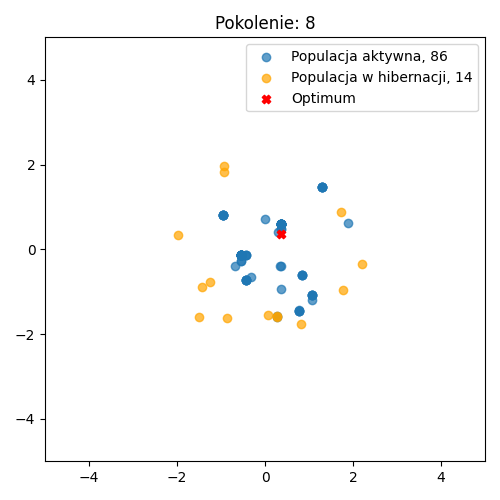 Pokolenie: 8
Populacja aktywna, 86
Populacja w hibernacji, 14
Optimum
4
2
0
−2
−4
−4
−2
0
2
4